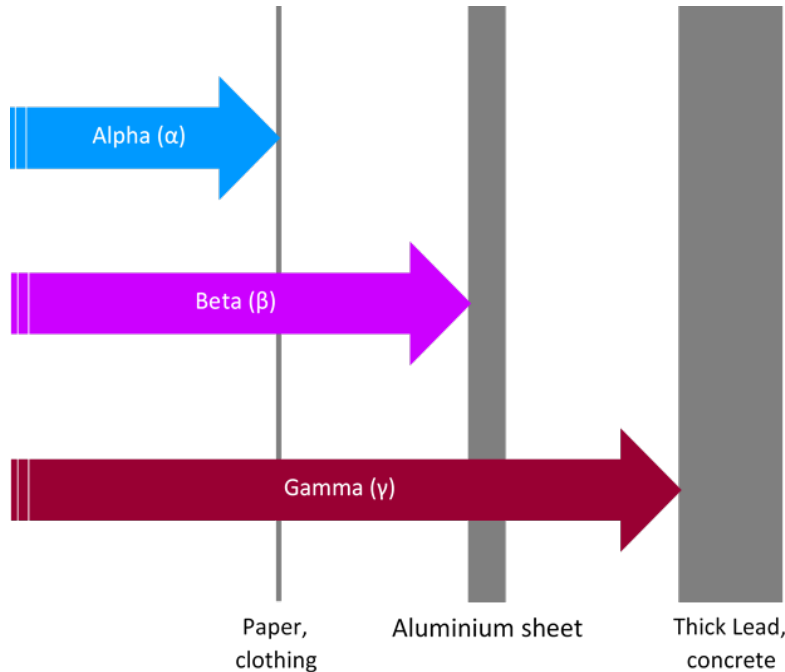 Alpha (α)
Beta (β)
Gamma (γ)
Paper,
clothing
Aluminium sheet
Thick Lead,
concrete